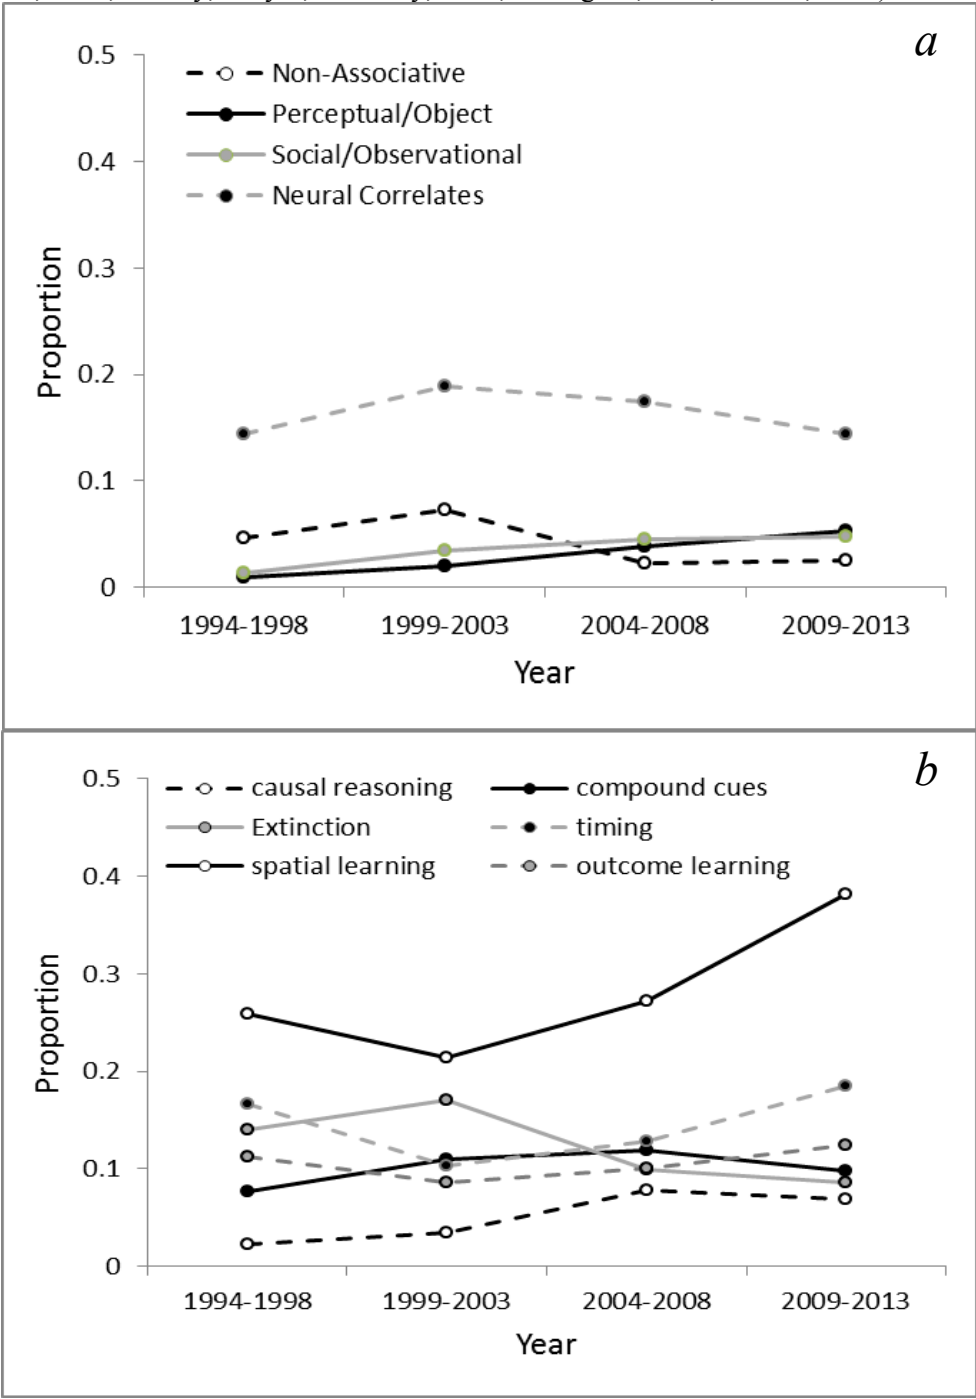 a
0.5
Non-Associative
Perceptual/Object
0.4
Social/Observational
Neural Correlates
0.3
Proportion
0.2
0.1
0
1994-1998 1999-2003 2004-2008 2009-2013
Year
b
0.5
causal reasoning compound cues
Extinction timing
spatial learning outcome learning
0.4
0.3
Proportion
0.2
0.1
0
1994-1998 1999-2003 2004-2008 2009-2013
Year